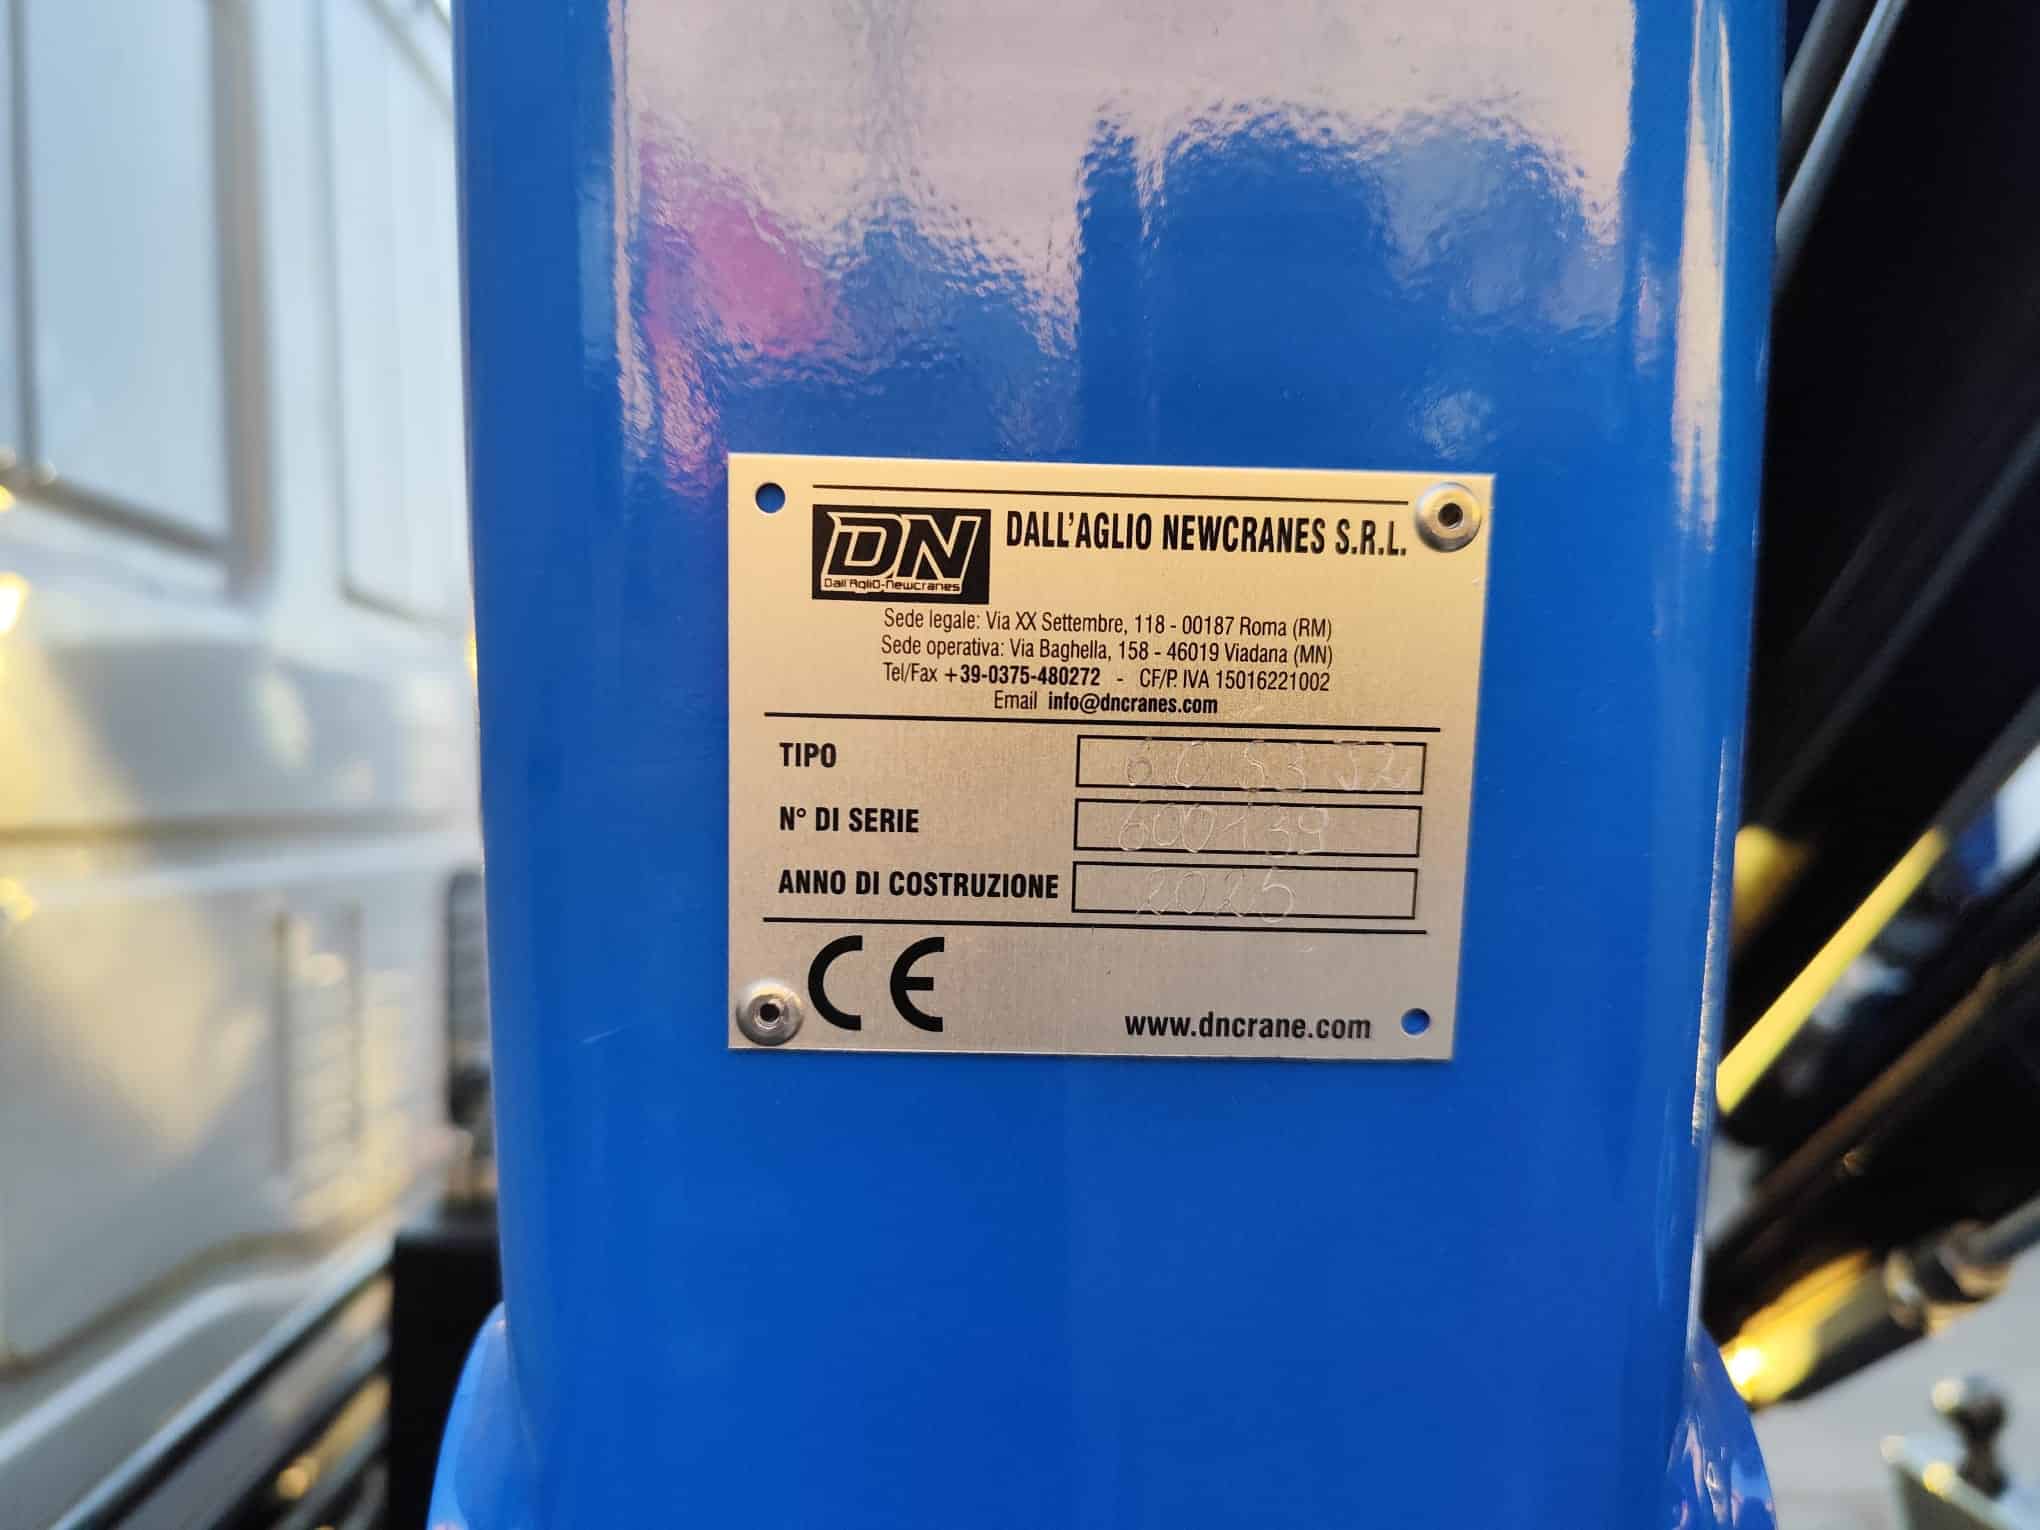 DN
Dall'Aglio-Newcranes
DALL'AGLIO NEWCRANES S.R.L.
Sede legale: Via XX Settembre, 118 - 00187 Roma (RM)
Sede operativa: Via Baghella, 158 - 46019 Viadana (MN)
Tel/Fax +39-0375-480272 - CF/P. IVA 15016221002
Email info@dncranes.com
TIPO
N° DI SERIE 600139
ANNO DI COSTRUZIONE 2025
CE
www.dncrane.com